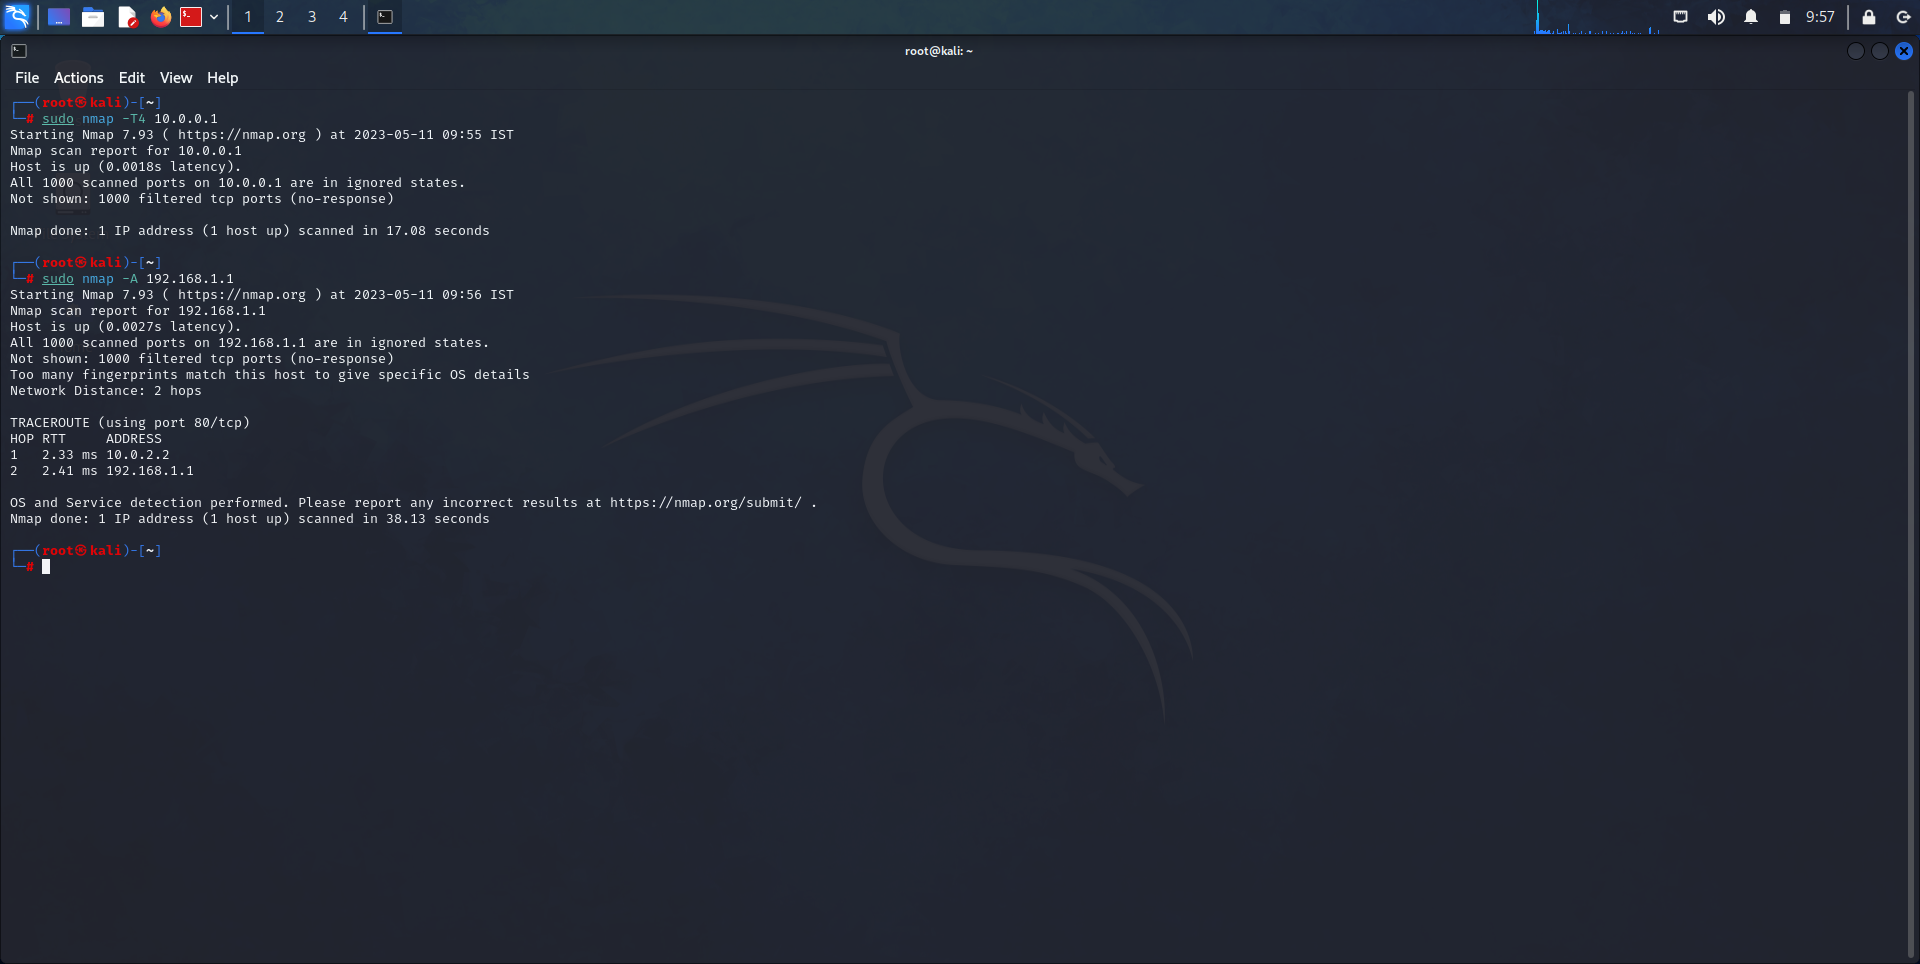 1 2 3 4 9:57
root@kali: ~
File Actions Edit View Help
┌──(root㉿kali)-[~]
└─# sudo nmap -T4 10.0.0.1
Starting Nmap 7.93 ( https://nmap.org ) at 2023-05-11 09:55 IST
Nmap scan report for 10.0.0.1
Host is up (0.0018s latency).
All 1000 scanned ports on 10.0.0.1 are in ignored states.
Not shown: 1000 filtered tcp ports (no-response)
Nmap done: 1 IP address (1 host up) scanned in 17.08 seconds
┌──(root㉿kali)-[~]
└─# sudo nmap -A 192.168.1.1
Starting Nmap 7.93 ( https://nmap.org ) at 2023-05-11 09:56 IST
Nmap scan report for 192.168.1.1
Host is up (0.0027s latency).
All 1000 scanned ports on 192.168.1.1 are in ignored states.
Not shown: 1000 filtered tcp ports (no-response)
Too many fingerprints match this host to give specific OS details
Network Distance: 2 hops
TRACEROUTE (using port 80/tcp)
HOP RTT     ADDRESS
1   2.33 ms 10.0.2.2
2   2.41 ms 192.168.1.1
OS and Service detection performed. Please report any incorrect results at https://nmap.org/submit/ .
Nmap done: 1 IP address (1 host up) scanned in 38.13 seconds
┌──(root㉿kali)-[~]
└─#